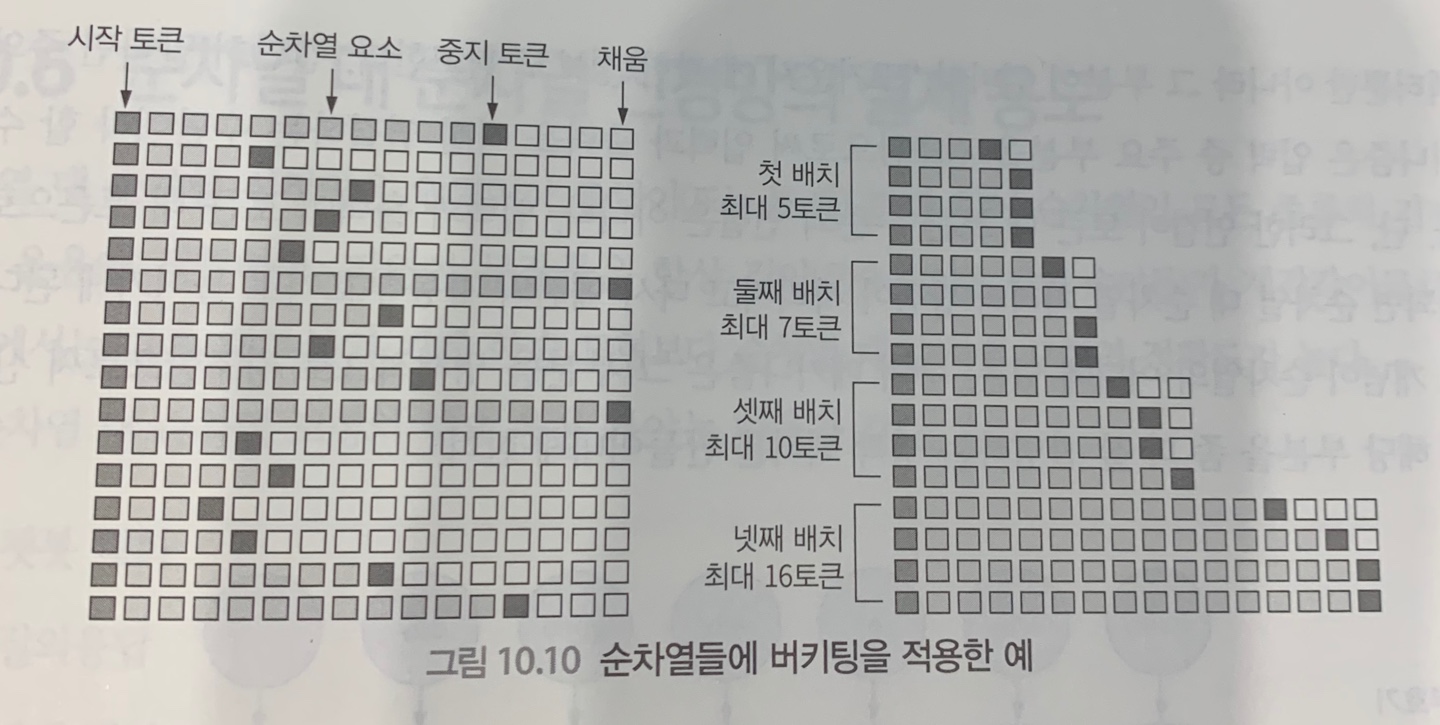 시작 토큰
순차열 요소
중지 토큰
채움
첫 배치
최대 5토큰
둘째 배치
최대 7토큰
셋째 배치
최대 10토큰
넷째 배치
최대 16토큰
그림 10.10 순차열들에 버키팅을 적용한 예